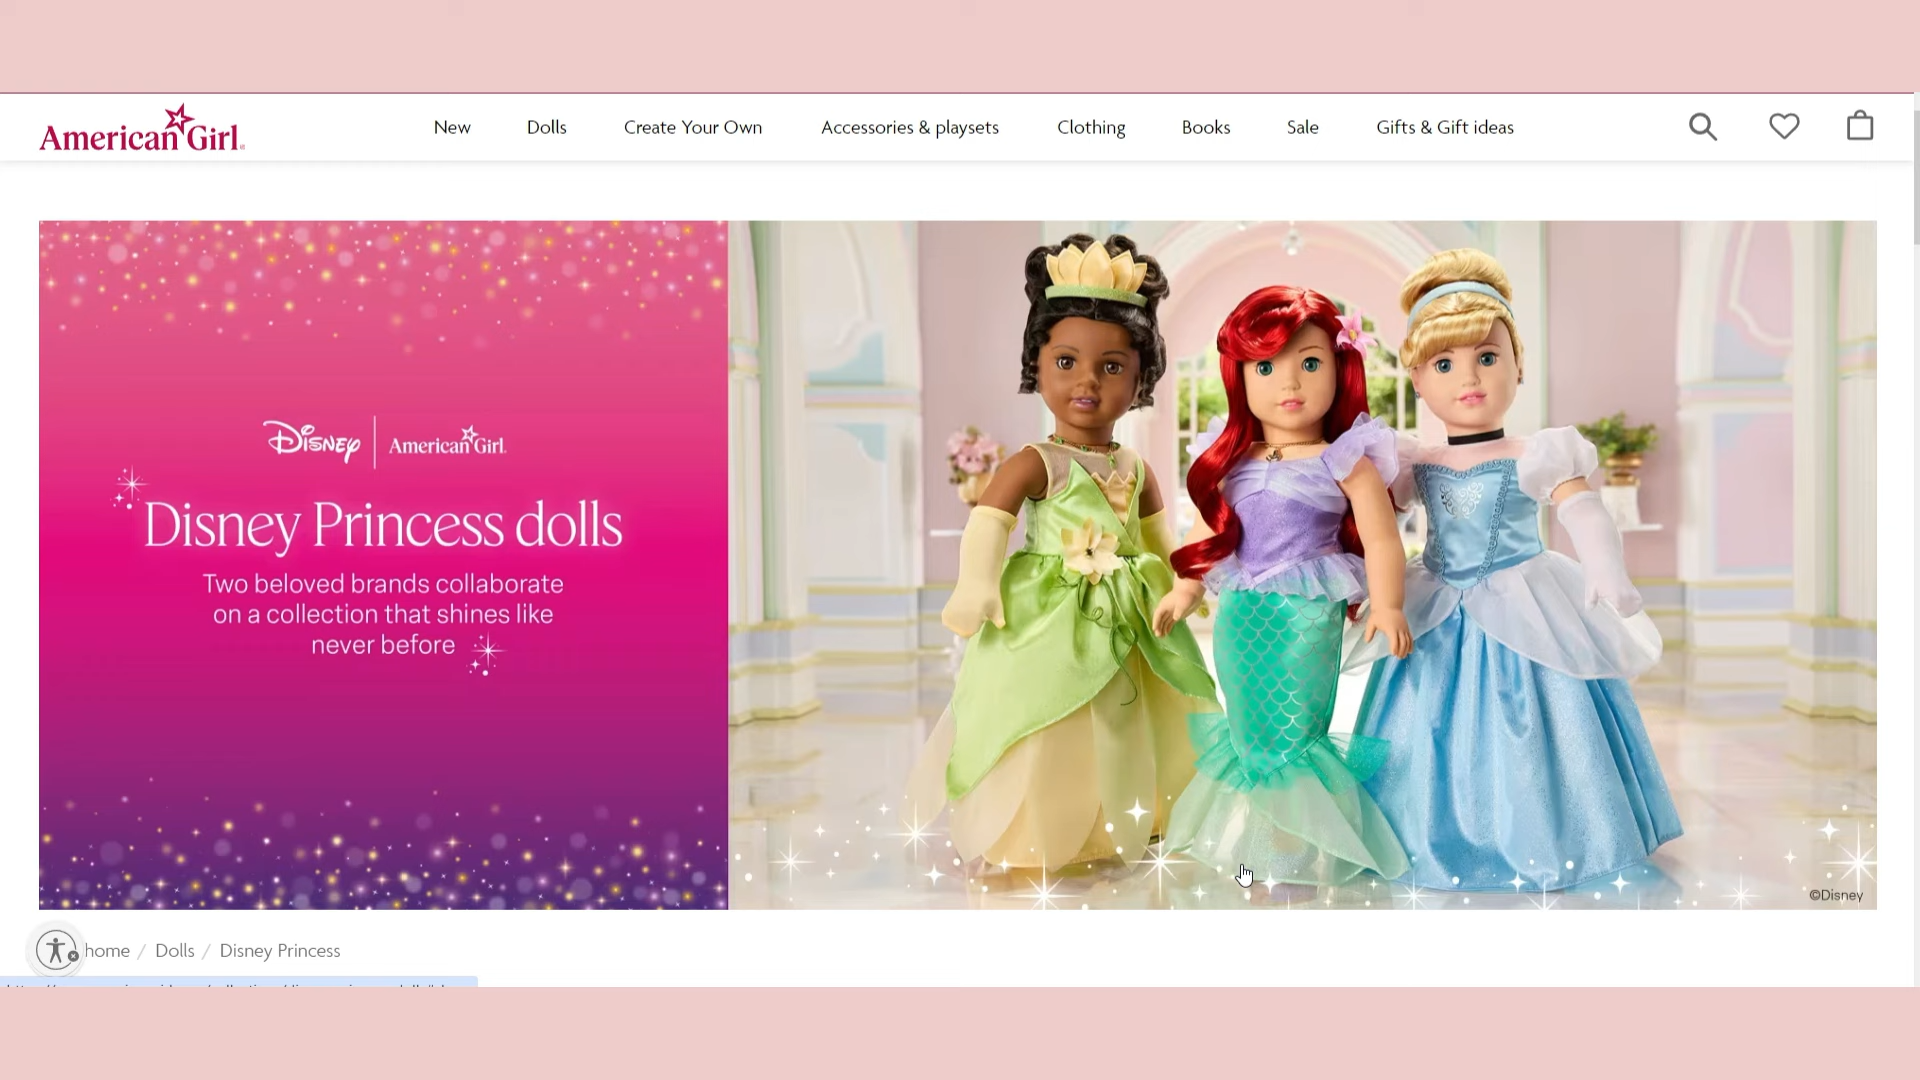 American Girl
New
Dolls
Create Your Own
Accessories & playsets
Clothing
Books
Sale
Gifts & Gift ideas
Disney
American Girl
Disney Princess dolls
Two beloved brands collaborate
on a collection that shines like
never before
©Disney
home / Dolls / Disney Princess